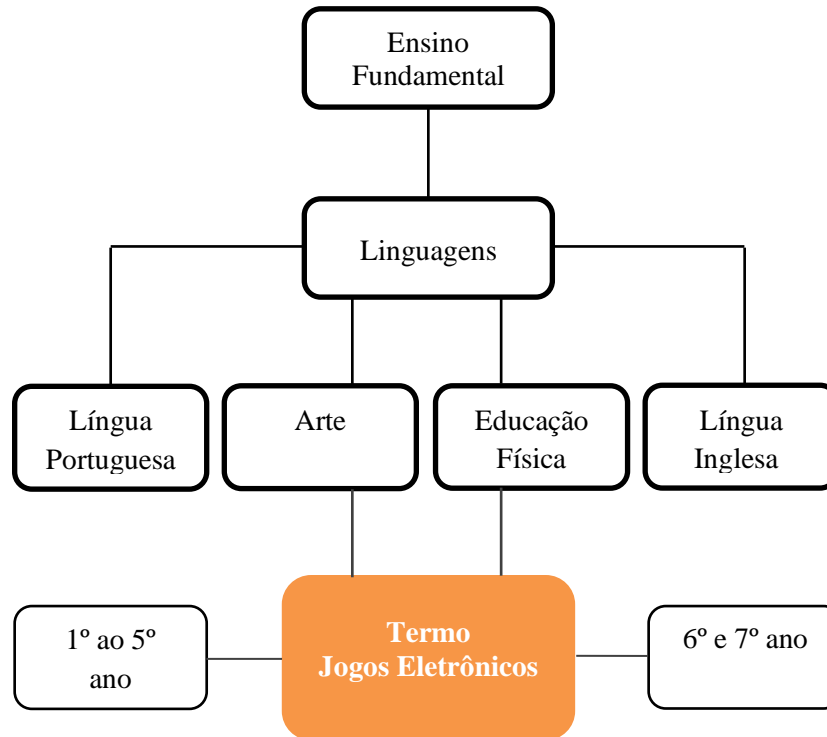 Ensino
Fundamental
Linguagens
Língua
Portuguesa
Arte
Educação
Física
Língua
Inglesa
1º ao 5º
ano
Termo
Jogos Eletrônicos
6º e 7º ano